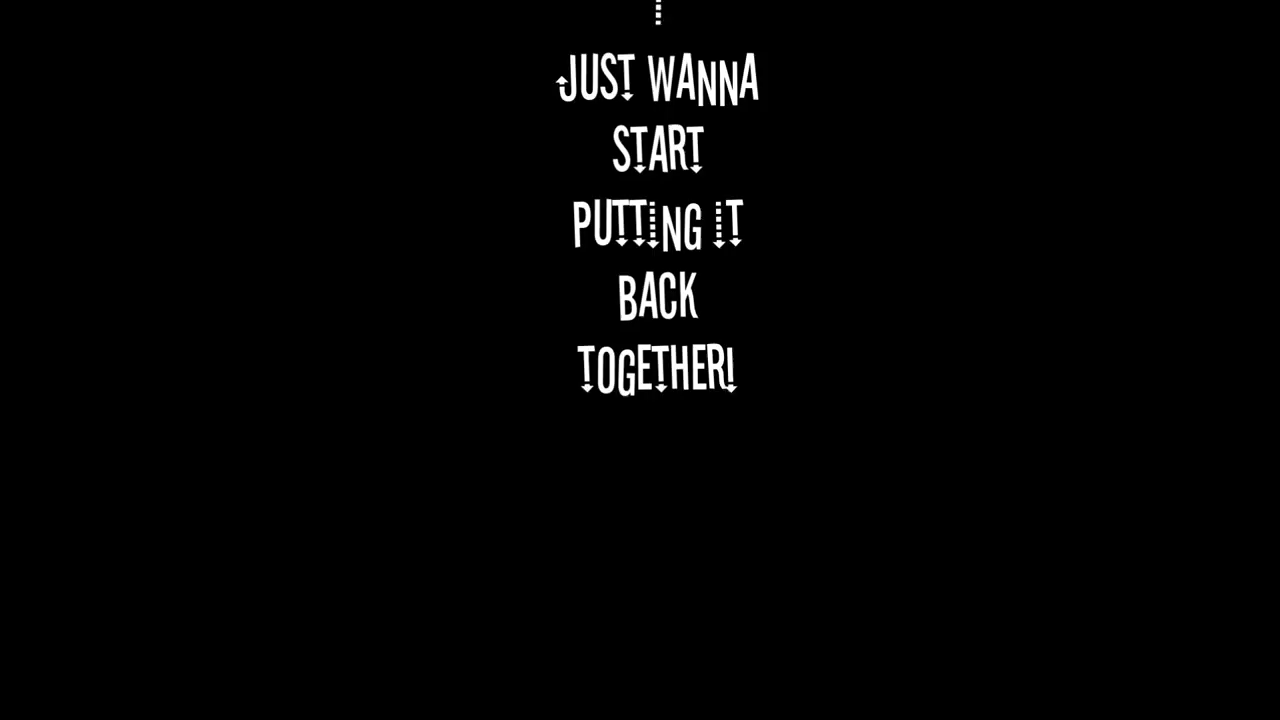 I
JUST WANNA
START
PUTTING IT
BACK
TOGETHER!